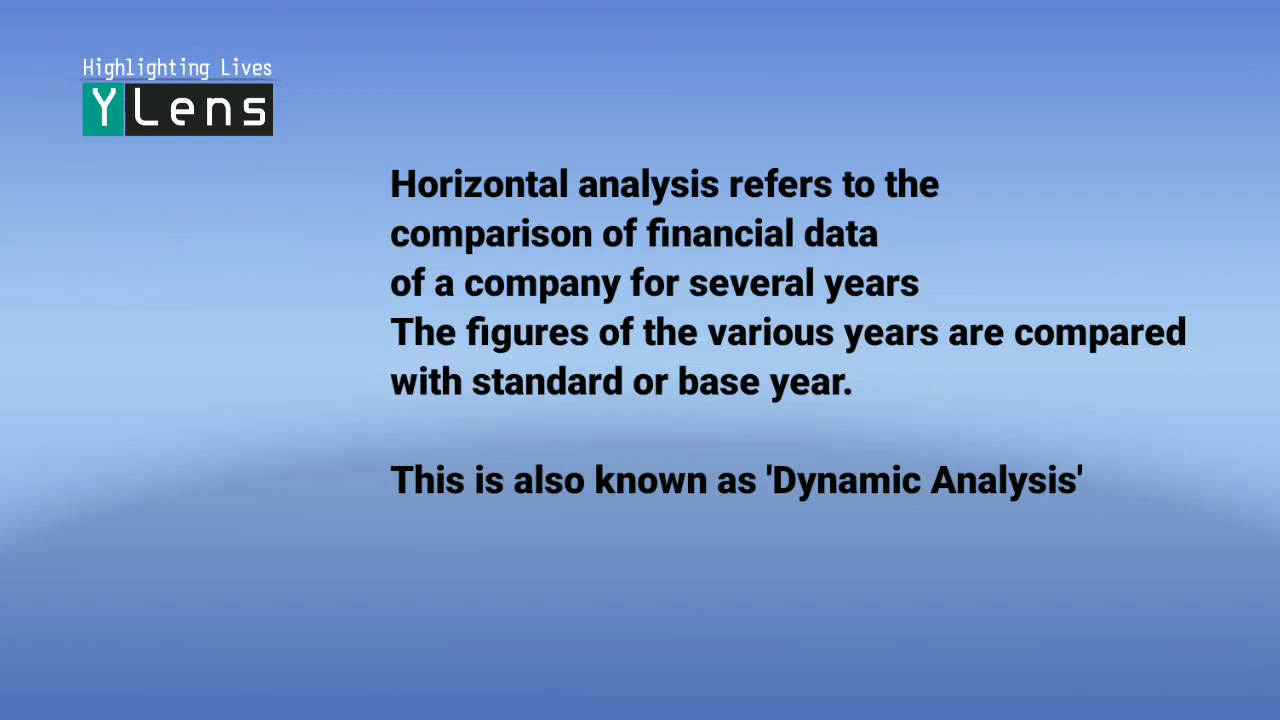 Highlighting Lives
YLens
Horizontal analysis refers to the
comparison of financial data
of a company for several years
The figures of the various years are compared
with standard or base year.
This is also known as 'Dynamic Analysis'